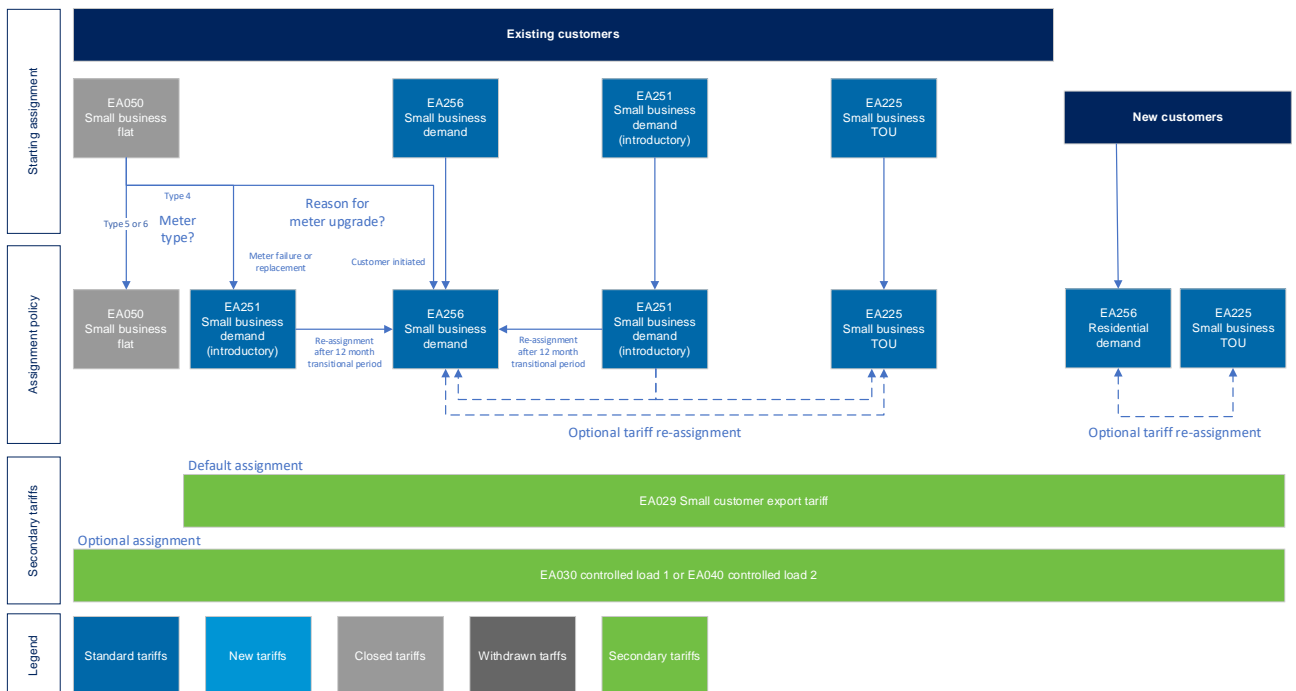 Starting assignment
Existing customers
EA050
Small business
flat
EA256
Small business
demand
EA251
Small business
demand
(introductory)
EA225
Small business
TOU
New customers
Type 4
Type 5 or 6
Meter
type?
Reason for
meter upgrade?
Meter failure or
replacement
Customer initiated
Assignment policy
EA050
Small business
flat
EA251
Small business
demand
(introductory)
Re-assignment
after 12 month
transitional period
EA256
Small business
demand
Re-assignment
after 12 month
transitional period
EA251
Small business
demand
(introductory)
EA225
Small business
TOU
EA256
Residential
demand
EA225
Small business
TOU
Optional tariff re-assignment
Optional tariff re-assignment
Secondary tariffs
Default assignment
EA029 Small customer export tariff
Optional assignment
EA030 controlled load 1 or EA040 controlled load 2
Legend
Standard tariffs
New tariffs
Closed tariffs
Withdrawn tarffs
Secondary tariffs